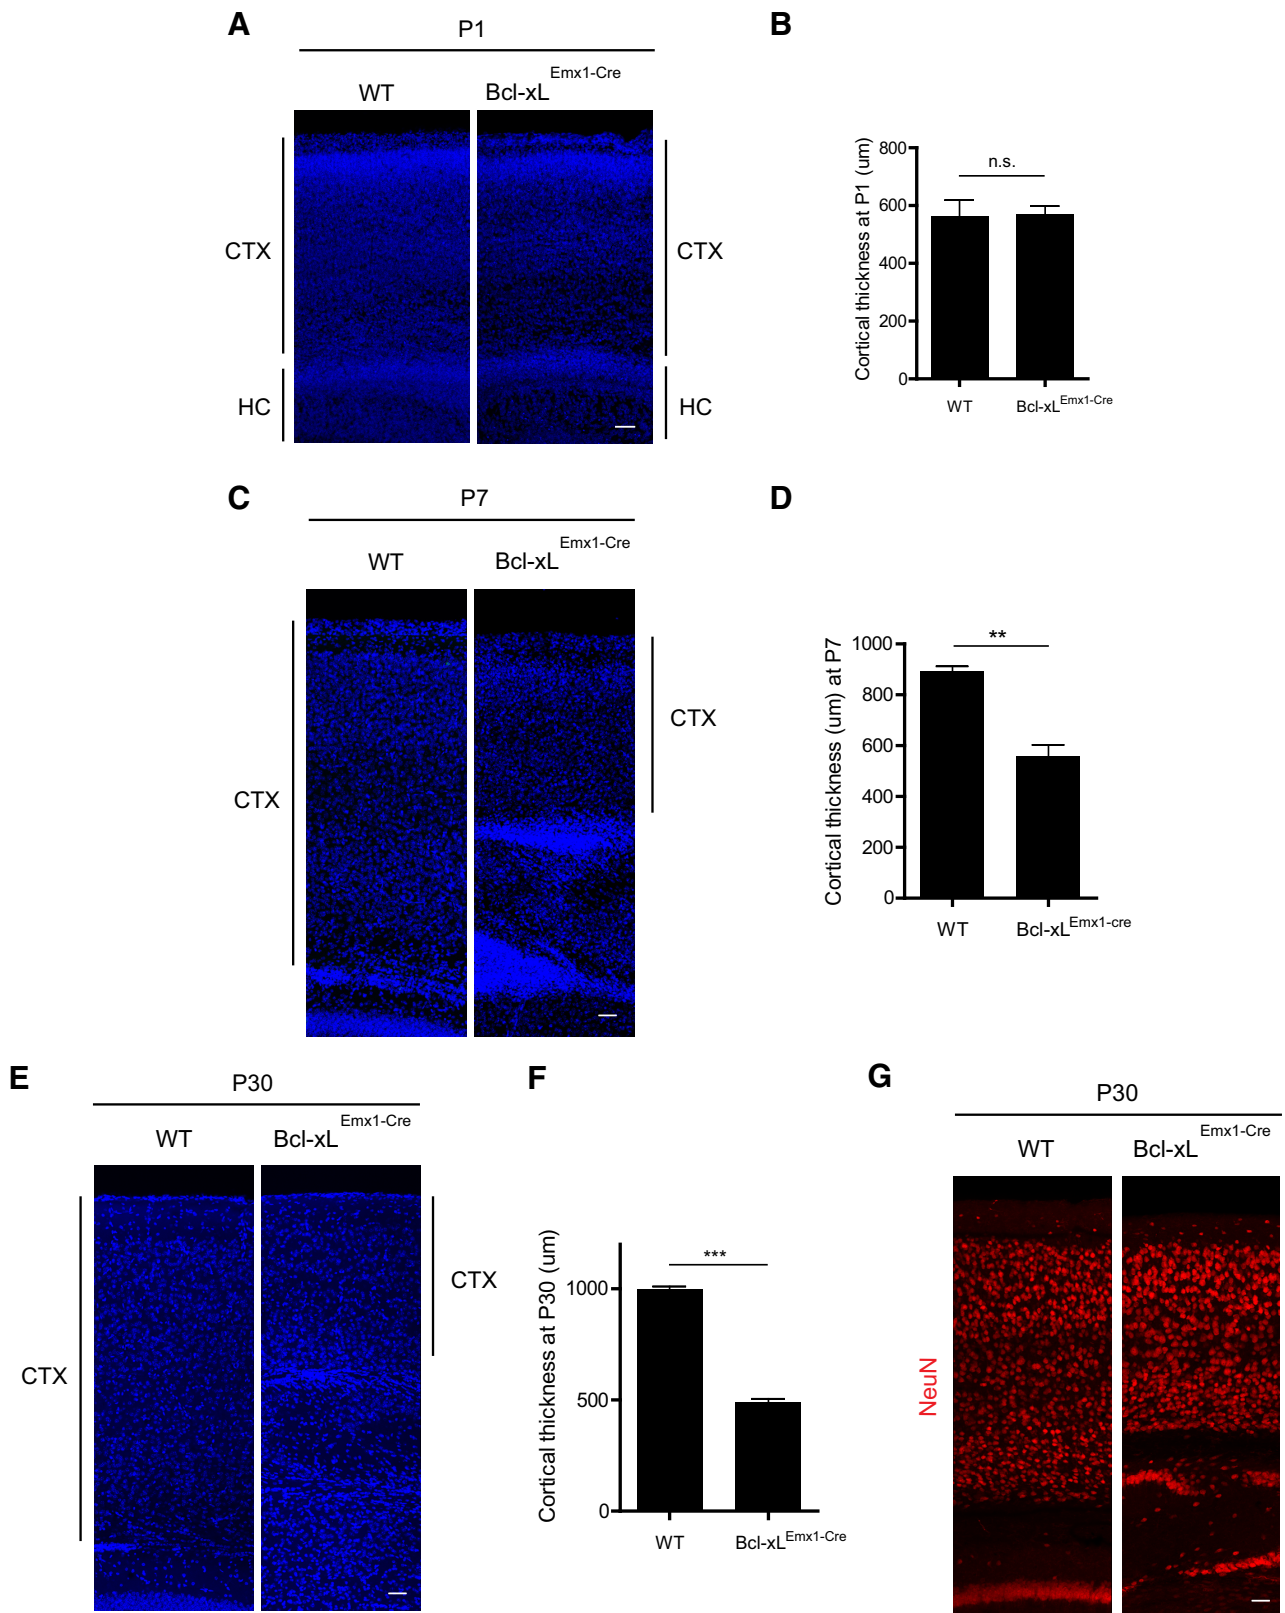 A
P1
WT
Bcl-xL Emx1-Cre
CTX
HC
CTX
HC
B
Cortical thickness at P1 (um)
800
600
400
200
0
n.s.
WT
Bcl-xL Emx1-Cre
C
P7
WT
Bcl-xL Emx1-Cre
CTX
CTX
D
Cortical thickness (um) at P7
1000
800
600
400
200
0
**
WT
Bcl-xL Emx1-cre
E
P30
WT
Bcl-xL Emx1-Cre
CTX
CTX
F
Cortical thickness at P30 (um)
1000
500
0
***
WT
Bcl-xL Emx1-Cre
G
P30
WT
Bcl-xL Emx1-Cre
NeuN